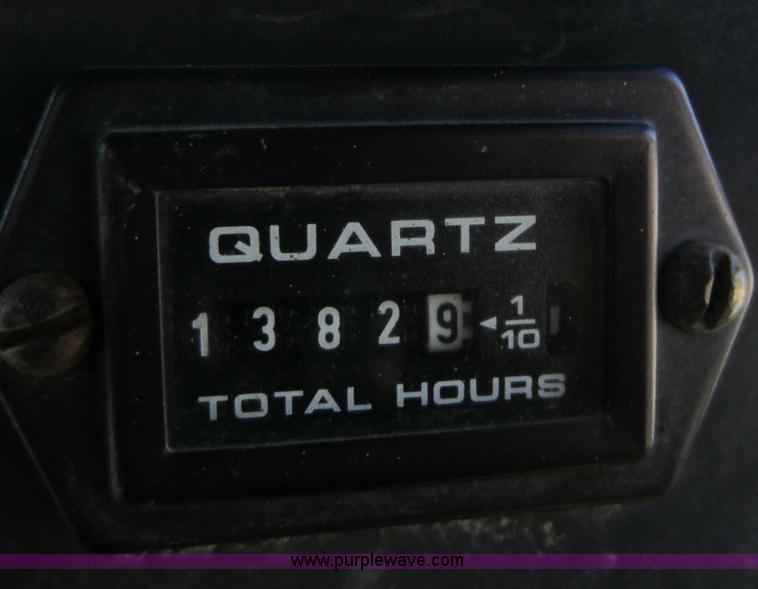 QUARTZ
1 3 8 2 9 ◄ 1/10
TOTAL HOURS
www.purplewave.com